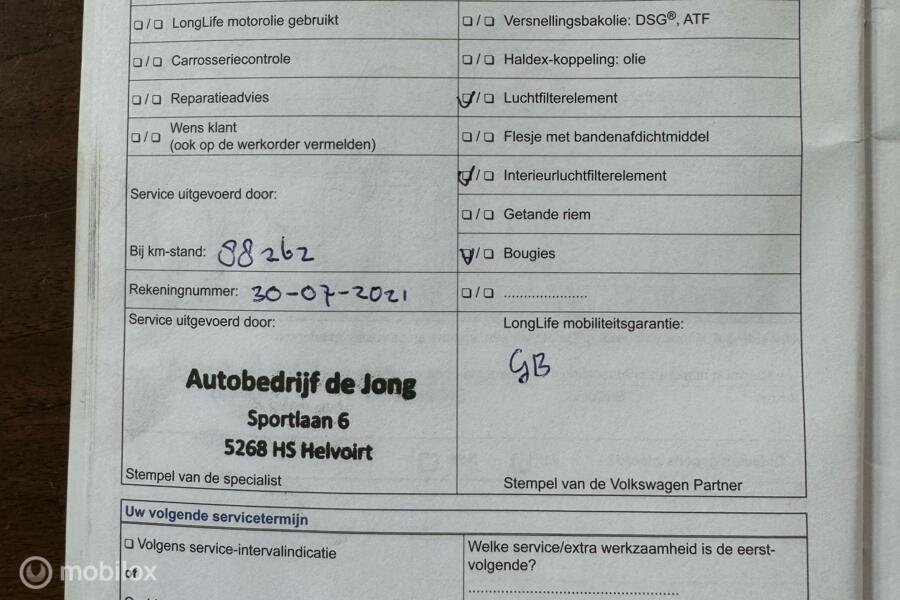 ❑ / ❑ LongLife motorolie gebruikt
❑ / ❑ Carrosseriecontrole
❑ / ❑ Reparatieadvies
❑ / ❑ Wens klant
(ook op de werkorder vermelden)
Service uitgevoerd door:
Bij km-stand: 88262
Rekeningnummer: 30-07-2021
Service uitgevoerd door:
Autobedrijf de Jong
Sportlaan 6
5268 HS Helvoirt
Stempel van de specialist
❑ / ❑ Versnellingsbakolie: DSG®, ATF
❑ / ❑ Haldex-koppeling: olie
❑ / ❑ Luchtfilterelement
❑ / ❑ Flesje met bandenafdichtmiddel
❑ / ❑ Interieurluchtfilterelement
❑ / ❑ Getande riem
❑ / ❑ Bougies
❑ / ❑ .....................
LongLife mobiliteitsgarantie:
GB
Stempel van de Volkswagen Partner
Uw volgende servicetermijn
❑ Volgens service-intervalindicatie
of
Welke service/extra werkzaamheid is de eerst-
volgende?
mobilox